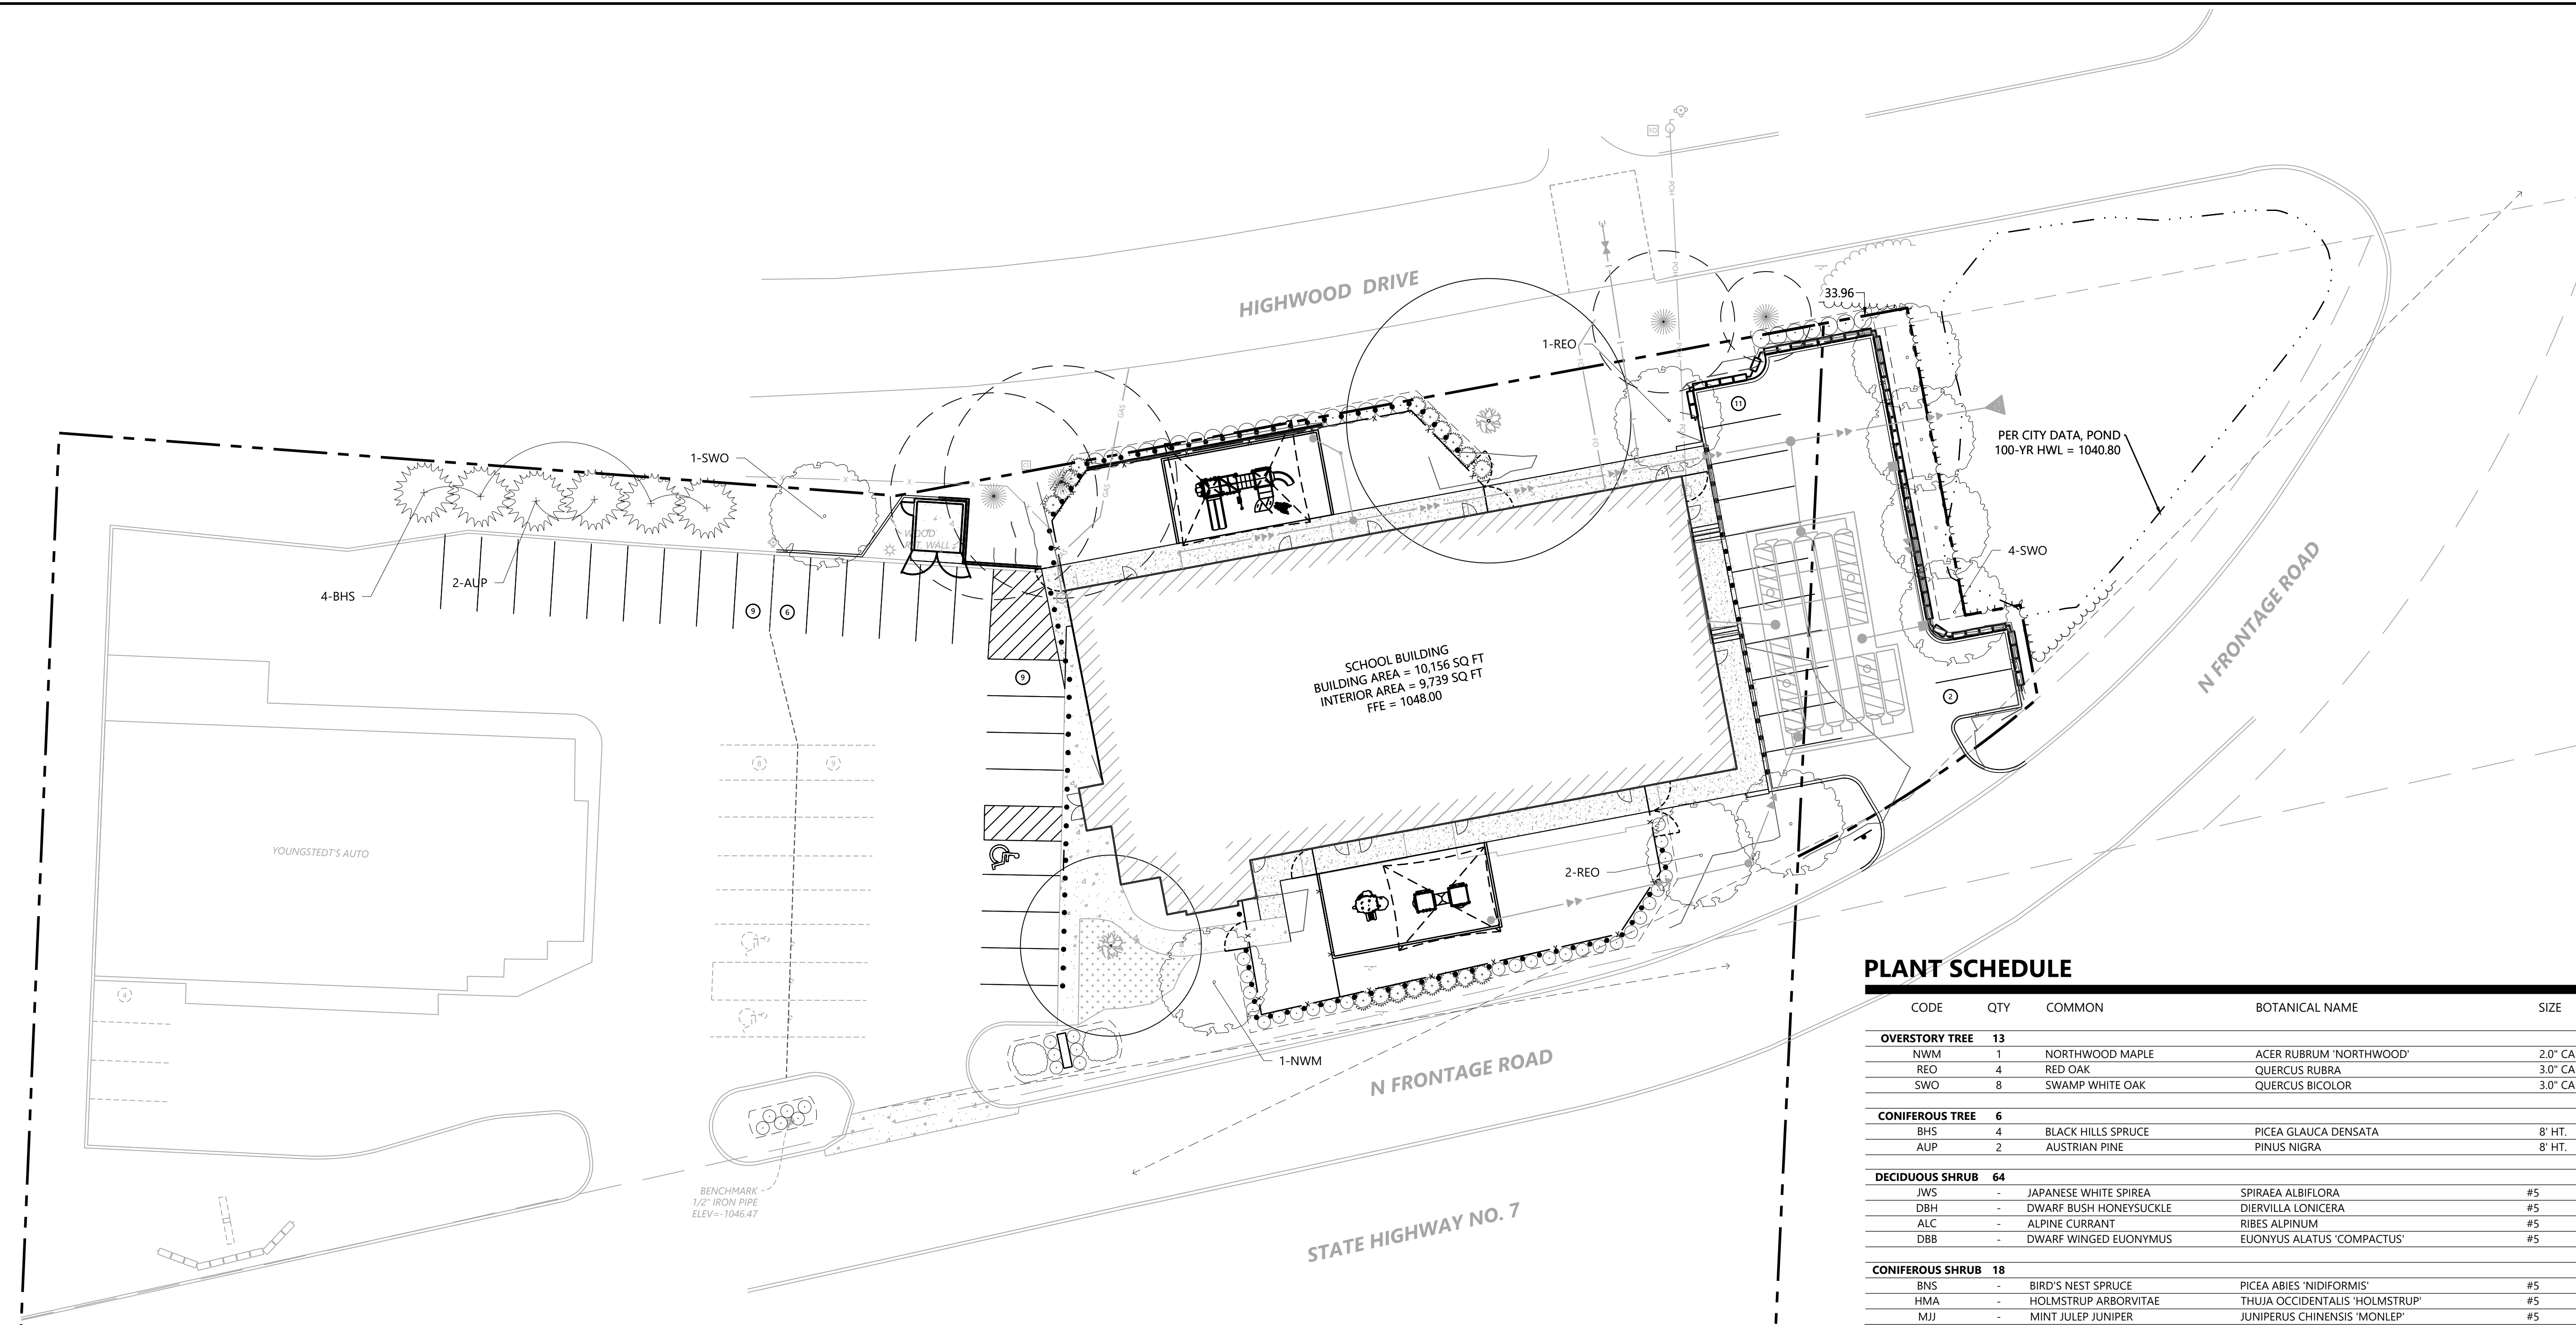 HIGHWOOD DRIVE
FO
POH
33.96
1-REO
1-SWO
GAS
11
PER CITY DATA, POND
100-YR HWL = 1040.80
WOOD
RET. WALL
4-SWO
2-AUP
4-BHS
9
6
N FRONTAGE ROAD
SCHOOL BUILDING
BUILDING AREA = 10,156 SQ FT
INTERIOR AREA = 9,739 SQ FT
FFE = 1048.00
9
2
8
9
YOUNGSTEDT'S AUTO
2-REO
4
1-NWM
N FRONTAGE ROAD
BENCHMARK
1/2" IRON PIPE
ELEV=-1046.47
STATE HIGHWAY NO. 7
PLANT SCHEDULE
CODE QTY COMMON BOTANICAL NAME SIZE
OVERSTORY TREE 13
NWM 1 NORTHWOOD MAPLE ACER RUBRUM 'NORTHWOOD' 2.0" CA
REO 4 RED OAK QUERCUS RUBRA 3.0" CA
SWO 8 SWAMP WHITE OAK QUERCUS BICOLOR 3.0" CA
CONIFEROUS TREE 6
BHS 4 BLACK HILLS SPRUCE PICEA GLAUCA DENSATA 8' HT.
AUP 2 AUSTRIAN PINE PINUS NIGRA 8' HT.
DECIDUOUS SHRUB 64
JWS - JAPANESE WHITE SPIREA SPIRAEA ALBIFLORA #5
DBH - DWARF BUSH HONEYSUCKLE DIERVILLA LONICERA #5
ALC - ALPINE CURRANT RIBES ALPINUM #5
DBB - DWARF WINGED EUONYMUS EUONYUS ALATUS 'COMPACTUS' #5
CONIFEROUS SHRUB 18
BNS - BIRD'S NEST SPRUCE PICEA ABIES 'NIDIFORMIS' #5
HMA - HOLMSTRUP ARBORVITAE THUJA OCCIDENTALIS 'HOLMSTRUP' #5
MJJ - MINT JULEP JUNIPER JUNIPERUS CHINENSIS 'MONLEP' #5